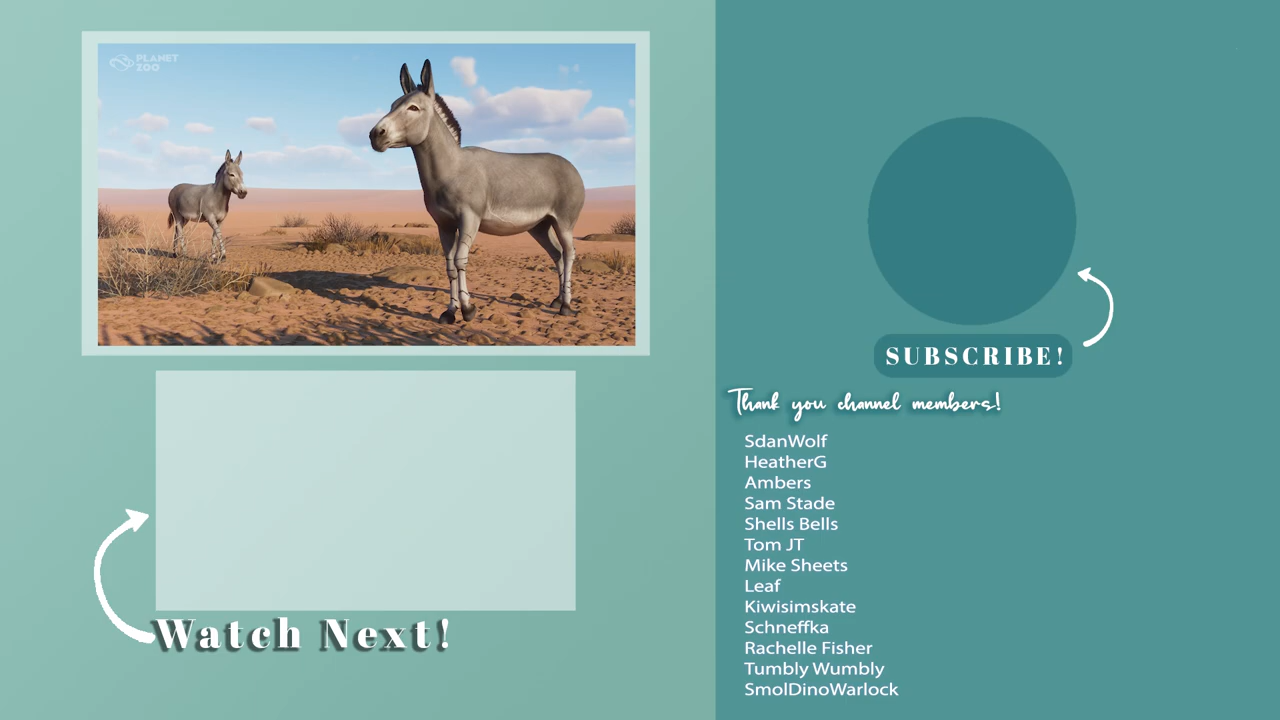 PLANET
ZOO
SUBSCRIBE!
Thank you channel members!
SdanWolf
HeatherG
Ambers
Sam Stade
Shells Bells
Tom JT
Mike Sheets
Leaf
Kiwisimskate
Schneffka
Rachelle Fisher
Tumbly Wumbly
SmolDinoWarlock
Watch Next!